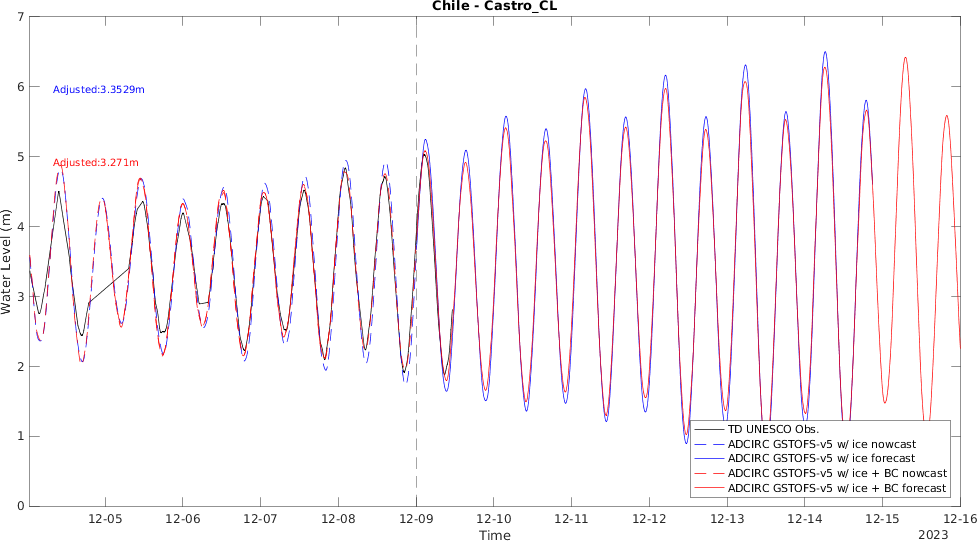 Chile - Castro_CL
7
6
5
4
3
2
1
0
Water Level (m)
Adjusted:3.3529m
Adjusted:3.271m
TD UNESCO Obs.
ADCIRC GSTOFS-v5 w/ ice nowcast
ADCIRC GSTOFS-v5 w/ ice forecast
ADCIRC GSTOFS-v5 w/ ice + BC nowcast
ADCIRC GSTOFS-v5 w/ ice + BC forecast
12-05 12-06 12-07 12-08 12-09 12-10 12-11 12-12 12-13 12-14 12-15 12-16
Time
2023